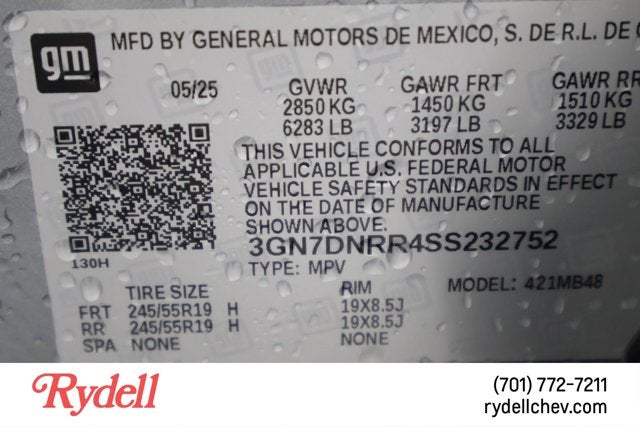 gm
MFD BY GENERAL MOTORS DE MEXICO, S. DE R.L. DE
05/25 GVWR GAWR FRT GAWR RR
2850 KG 1450 KG 1510 KG
6283 LB 3197 LB 3329 LB
THIS VEHICLE CONFORMS TO ALL
APPLICABLE U.S. FEDERAL MOTOR
VEHICLE SAFETY STANDARDS IN EFFECT
ON THE DATE OF MANUFACTURE
SHOWN ABOVE.
3GN7DNRR4SS232752
130H
TYPE: MPV MODEL: 421MB48
TIRE SIZE RIM
FRT 245/55R19 H 19X8.5J
RR 245/55R19 H 19X8.5J
SPA NONE NONE
Rydell
(701) 772-7211
rydellchev.com